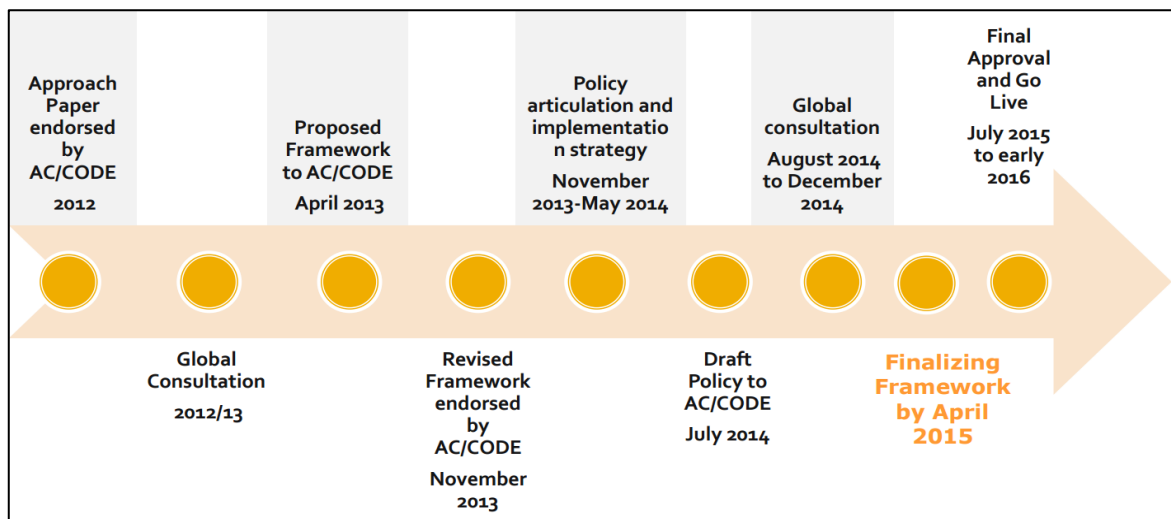 Approach
Paper
endorsed
by
AC/CODE
2012
Global
Consultation
2012/13
Proposed
Framework
to AC/CODE
April 2013
Revised
Framework
endorsed
by
AC/CODE
November
2013
Policy
articulation and
implementatio
n strategy
November
2013-May 2014
Draft
Policy to
AC/CODE
July 2014
Global
consultation
August 2014
to December
2014
Finalizing
Framework
by April
2015
Final
Approval
and Go
Live
July 2015
to early
2016